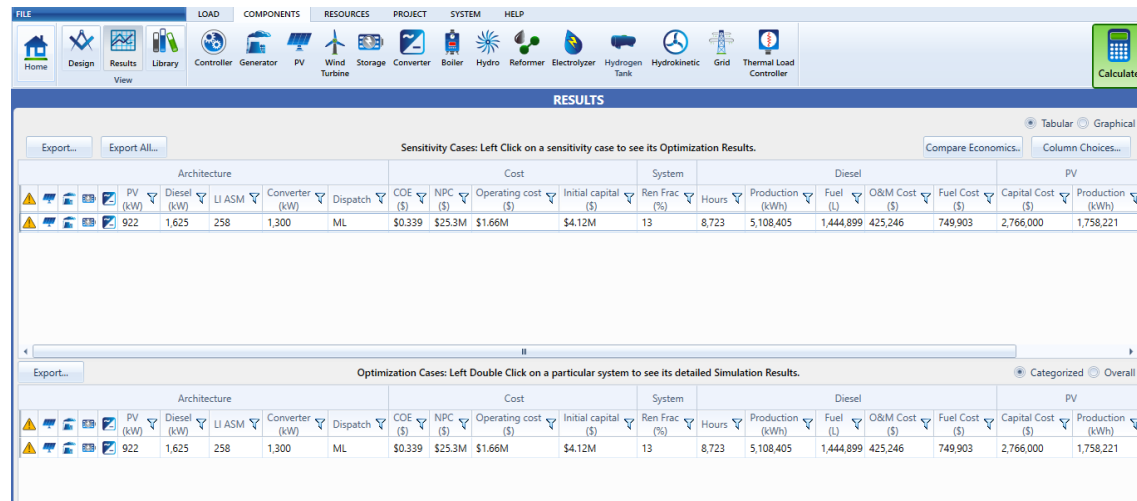 FILE LOAD COMPONENTS RESOURCES PROJECT SYSTEM HELP
Home Design Results Library Controller Generator PV Wind Turbine Storage Converter Boiler Hydro Reformer Electrolyzer Hydrogen Tank Hydrokinetic Grid Thermal Load Controller Calculate
View
RESULTS
Tabular Graphical
Export... Export All... Sensitivity Cases: Left Click on a sensitivity case to see its Optimization Results. Compare Economics.. Column Choices...
Architecture Cost System Diesel PV
PV (kW) Diesel (kW) LI ASM Converter (kW) Dispatch COE ($) NPC ($) Operating cost ($) Initial capital ($) Ren Frac (%) Hours Production (kWh) Fuel (L) O&M Cost ($) Fuel Cost ($) Capital Cost ($) Production (kWh)
922 1,625 258 1,300 ML $0.339 $25.3M $1.66M $4.12M 13 8,723 5,108,405 1,444,899 425,246 749,903 2,766,000 1,758,221
Export... Optimization Cases: Left Double Click on a particular system to see its detailed Simulation Results. Categorized Overall
Architecture Cost System Diesel PV
PV (kW) Diesel (kW) LI ASM Converter (kW) Dispatch COE ($) NPC ($) Operating cost ($) Initial capital ($) Ren Frac (%) Hours Production (kWh) Fuel (L) O&M Cost ($) Fuel Cost ($) Capital Cost ($) Production (kWh)
922 1,625 258 1,300 ML $0.339 $25.3M $1.66M $4.12M 13 8,723 5,108,405 1,444,899 425,246 749,903 2,766,000 1,758,221